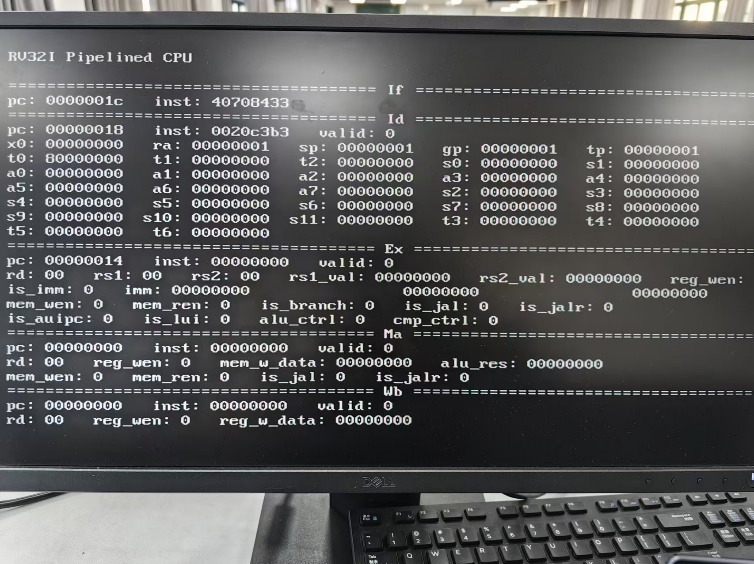 RV32I Pipelined CPU
================================================ If ================================================
pc: 0000001c inst: 40708433
================================================ Id ================================================
pc: 00000018 inst: 0020c3b3 valid: 0
x0: 00000000 ra: 00000001 sp: 00000001 gp: 00000001 tp: 00000001
t0: 80000000 t1: 00000000 t2: 00000000 s0: 00000000 s1: 00000000
a0: 00000000 a1: 00000000 a2: 00000000 a3: 00000000 a4: 00000000
a5: 00000000 a6: 00000000 a7: 00000000 s2: 00000000 s3: 00000000
s4: 00000000 s5: 00000000 s6: 00000000 s7: 00000000 s8: 00000000
s9: 00000000 s10: 00000000 s11: 00000000 t3: 00000000 t4: 00000000
t5: 00000000 t6: 00000000
================================================ Ex ================================================
pc: 00000014 inst: 00000000 valid: 0
rd: 00 rs1: 00 rs2: 00 rs1_val: 00000000 rs2_val: 00000000 reg_wen:
is_imm: 0 imm: 00000000 00000000 00000000
mem_wen: 0 mem_ren: 0 is_branch: 0 is_jal: 0 is_jalr: 0
is_auipc: 0 is_lui: 0 alu_ctrl: 0 cmp_ctrl: 0
================================================ Ma ================================================
pc: 00000000 inst: 00000000 valid: 0
rd: 00 reg_wen: 0 mem_w_data: 00000000 alu_res: 00000000
mem_wen: 0 mem_ren: 0 is_jal: 0 is_jalr: 0
================================================ Wb ================================================
pc: 00000000 inst: 00000000 valid: 0
rd: 00 reg_wen: 0 reg_w_data: 00000000
DELL
Q W E R T Y U I O P